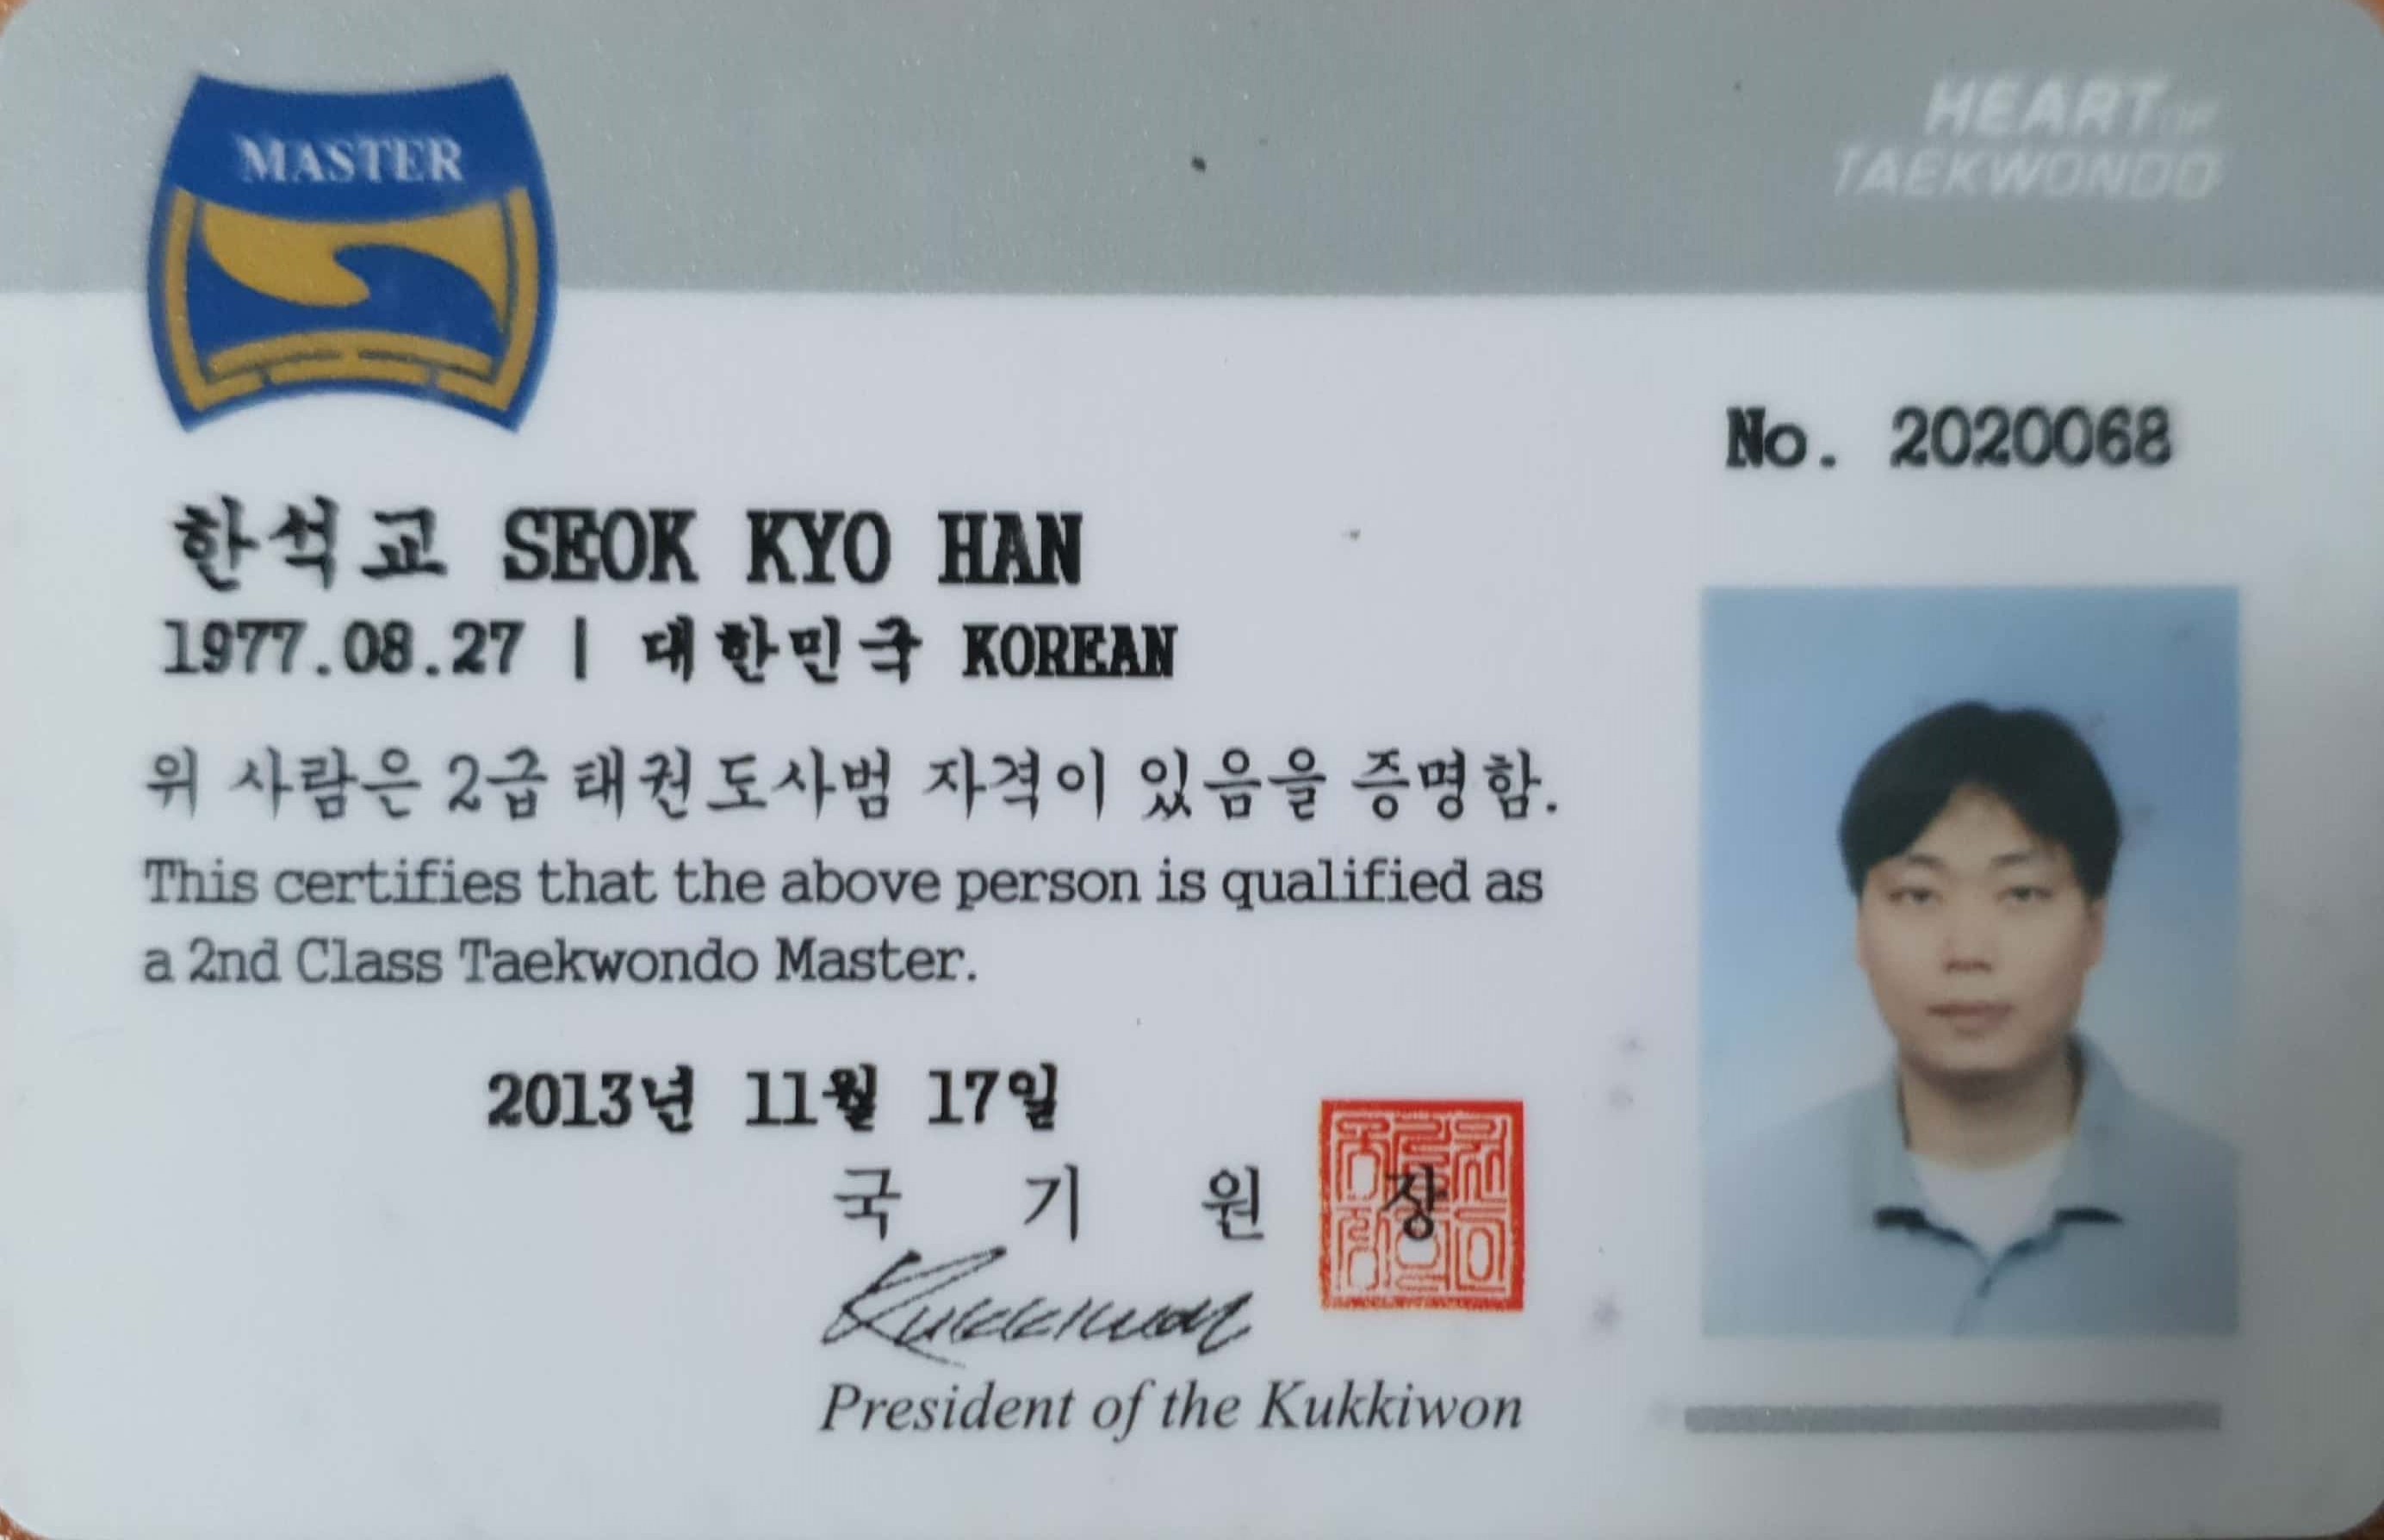 MASTER
HEART OF
TAEKWONDO
No. 2020068
한석교 SEOK KYO HAN
1977.08.27 | 대한민국 KOREAN
위 사람은 2급 태권도사범 자격이 있음을 증명함.
This certifies that the above person is qualified as
a 2nd Class Taekwondo Master.
2013년 11월 17일
국 기 원 장
Kukkiwon
President of the Kukkiwon